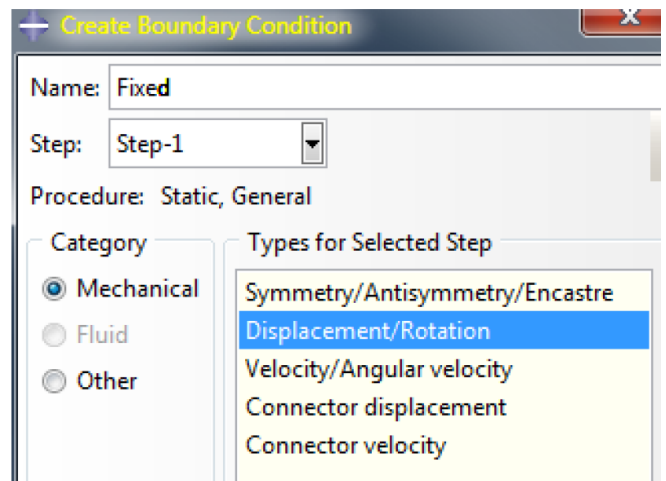 Create Boundary Condition
Name: Fixed
Step: Step-1
Procedure: Static, General
Category
Mechanical
Fluid
Other
Types for Selected Step
Symmetry/Antisymmetry/Encastre
Displacement/Rotation
Velocity/Angular velocity
Connector displacement
Connector velocity